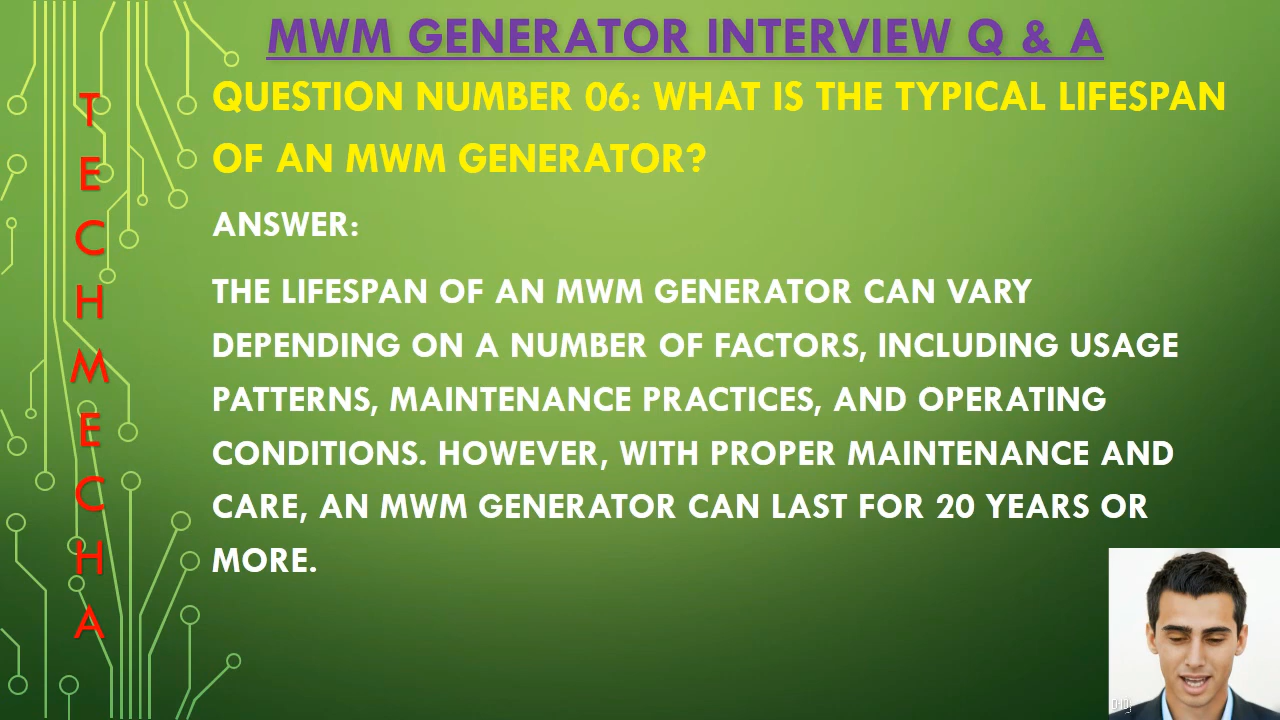 MWM GENERATOR INTERVIEW Q & A
QUESTION NUMBER 06: WHAT IS THE TYPICAL LIFESPAN
OF AN MWM GENERATOR?
ANSWER:
THE LIFESPAN OF AN MWM GENERATOR CAN VARY
DEPENDING ON A NUMBER OF FACTORS, INCLUDING USAGE
PATTERNS, MAINTENANCE PRACTICES, AND OPERATING
CONDITIONS. HOWEVER, WITH PROPER MAINTENANCE AND
CARE, AN MWM GENERATOR CAN LAST FOR 20 YEARS OR
MORE.
T
E
C
H
M
E
C
H
A